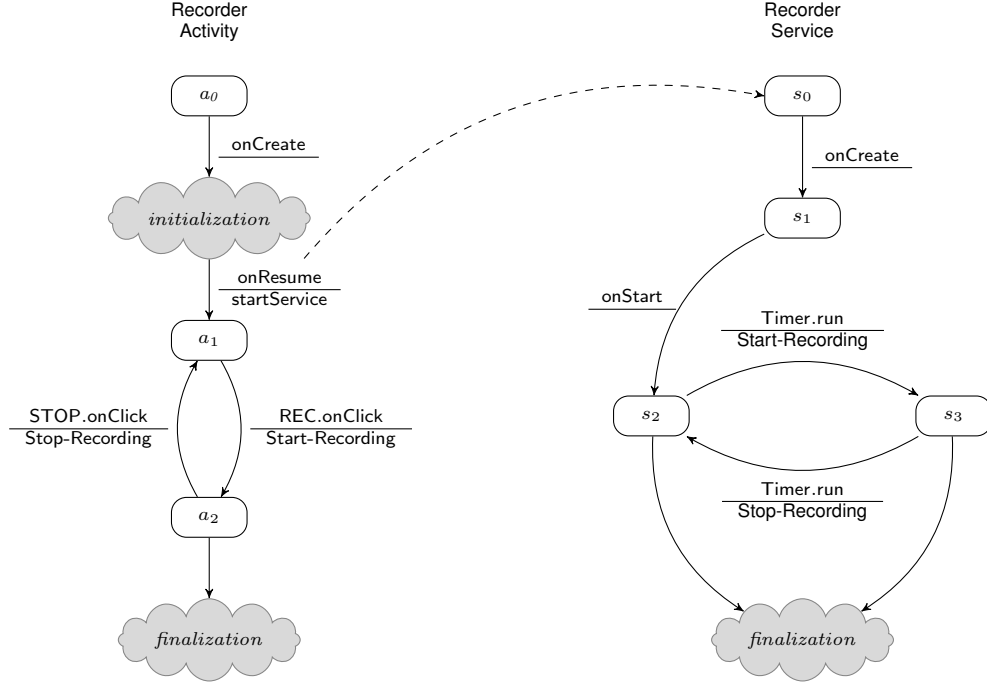 Recorder
Activity
Recorder
Service
a0
s0
onCreate
onCreate
initialization
s1
onResume
startService
onStart
Timer.run
Start-Recording
a1
STOP.onClick
Stop-Recording
REC.onClick
Start-Recording
s2
s3
Timer.run
Stop-Recording
a2
finalization
finalization